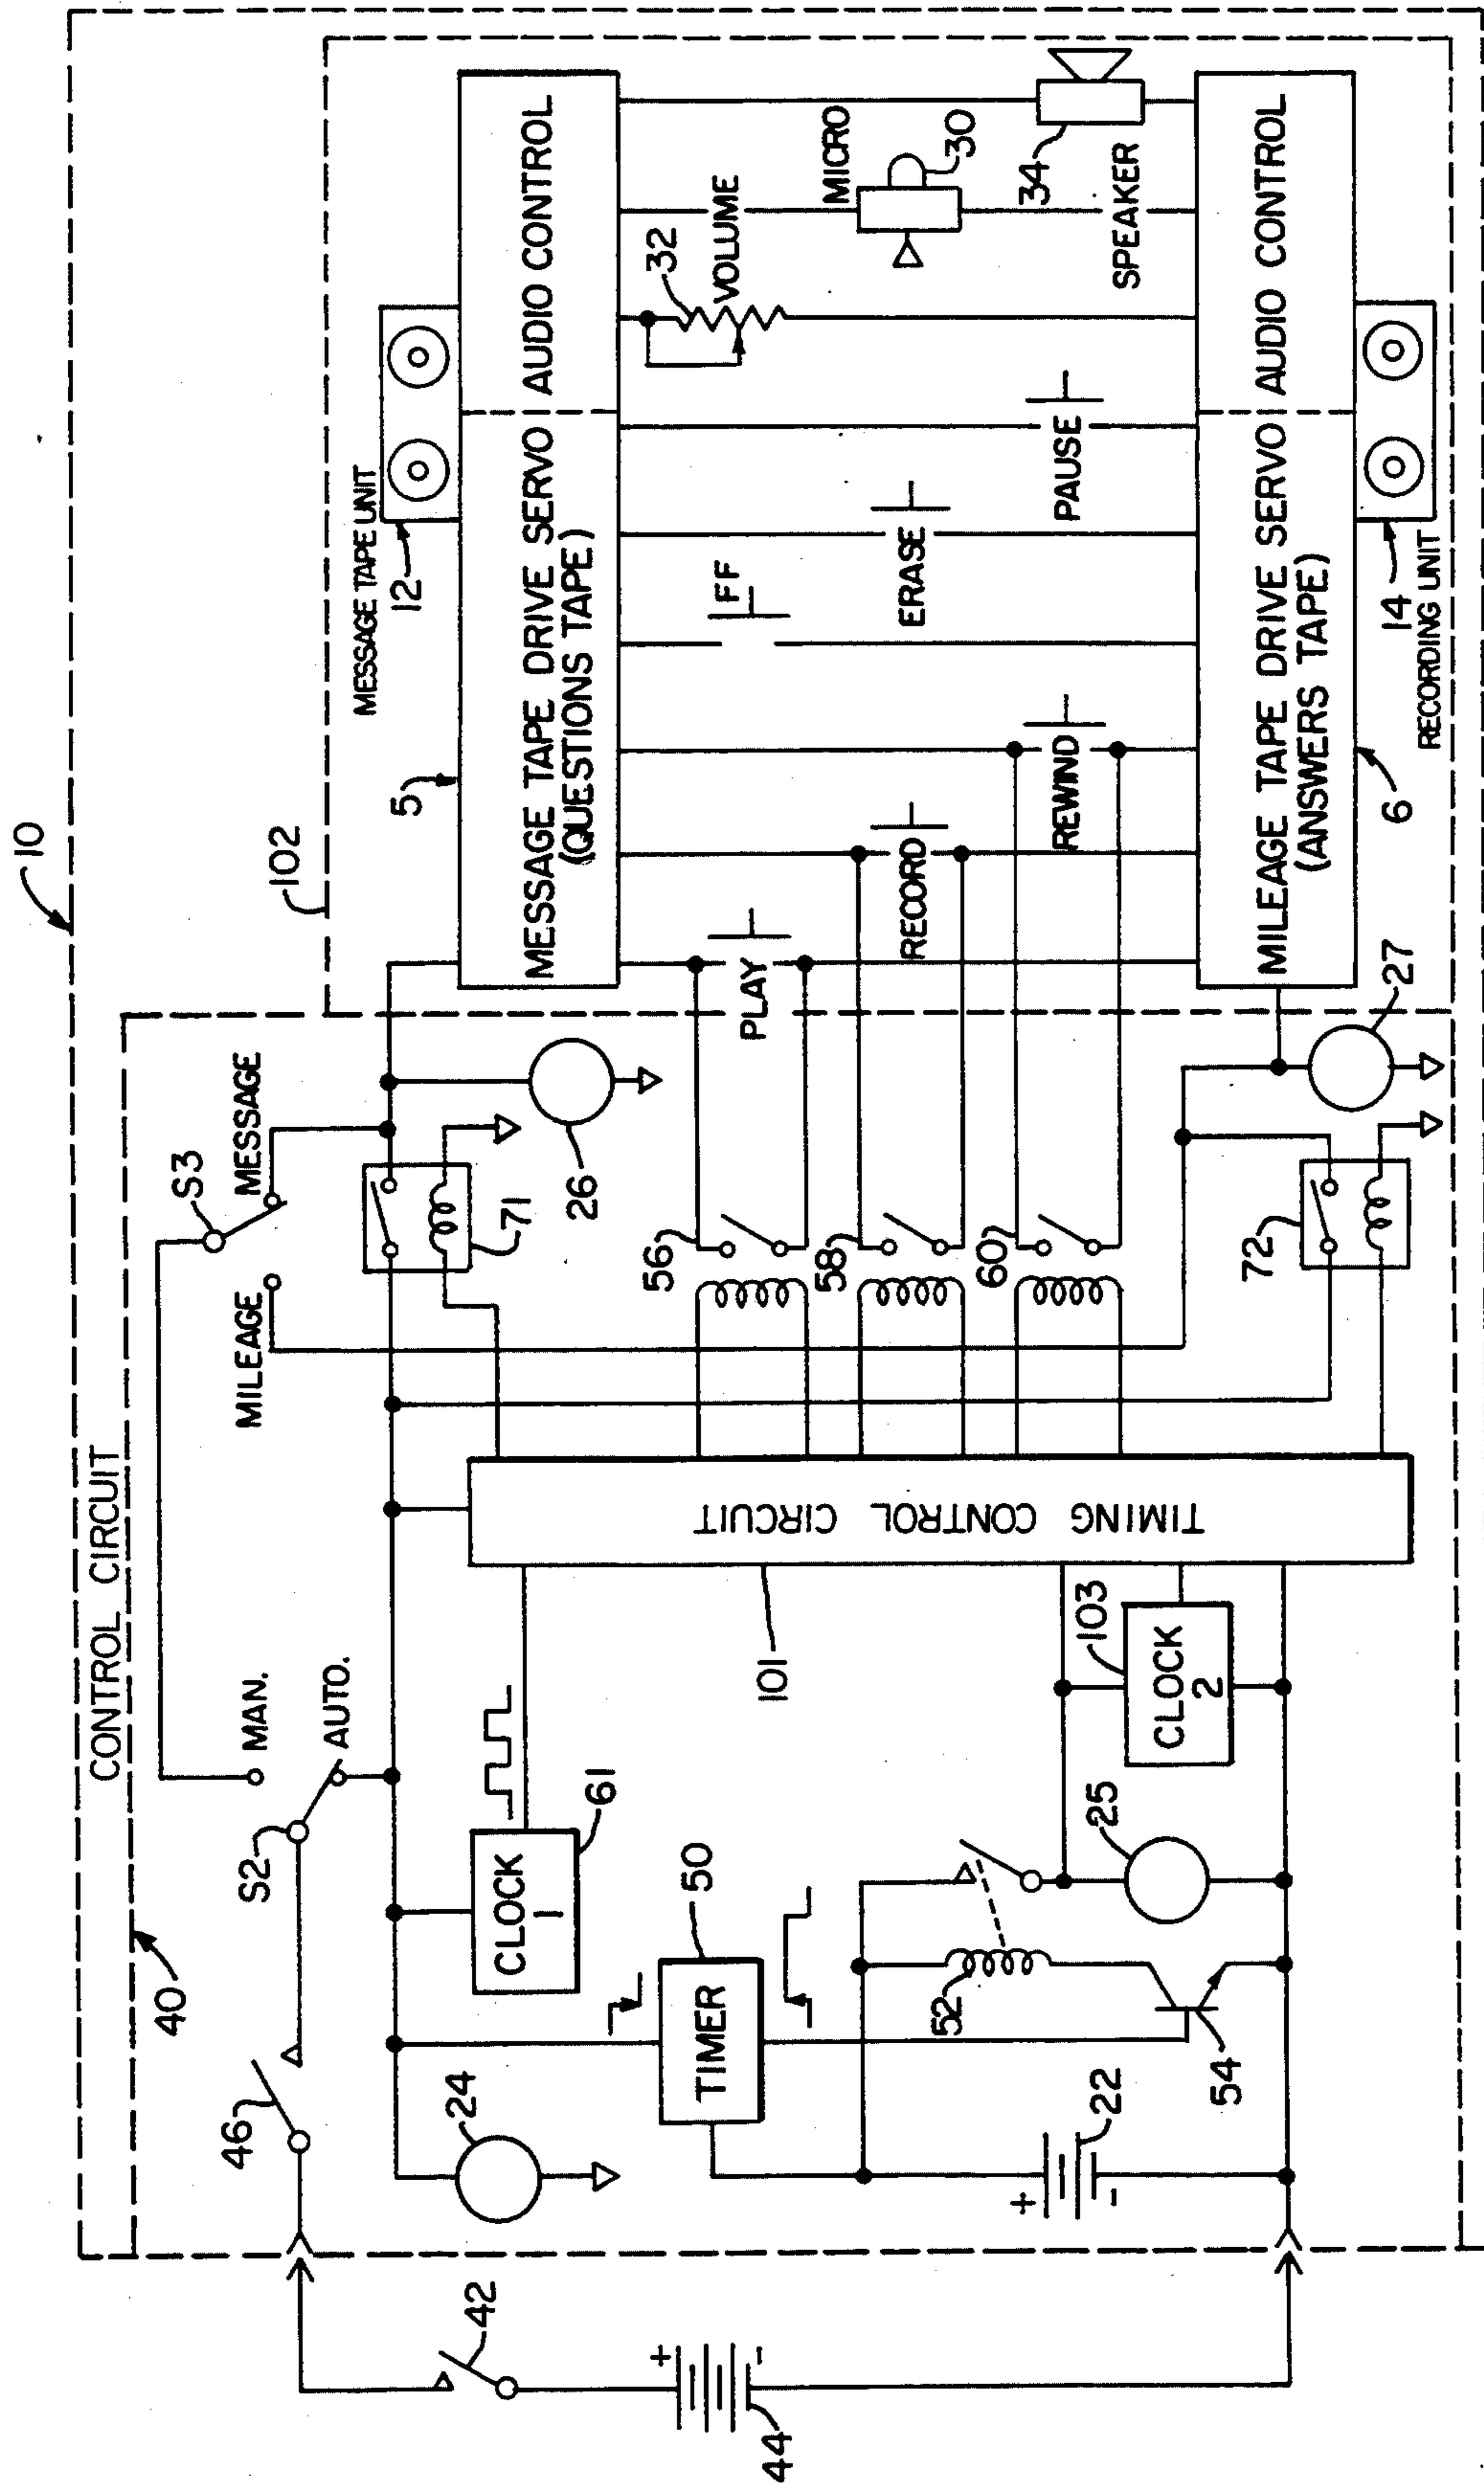 10
CONTROL CIRCUIT
40
102
S2
MAN.
AUTO.
S3
MILEAGE
MESSAGE
46
42
44
+
-
24
CLOCK
1
61
TIMER
50
52
54
22
+
-
25
CLOCK
2
103
101
TIMING CONTROL CIRCUIT
71
26
56
58
60
72
27
MESSAGE TAPE UNIT
12
5
MESSAGE TAPE DRIVE SERVO
(QUESTIONS TAPE)
AUDIO CONTROL
PLAY
RECORD
REWIND
FF
ERASE
PAUSE
32
VOLUME
MICRO
30
34
SPEAKER
MILEAGE TAPE DRIVE SERVO
(ANSWERS TAPE)
AUDIO CONTROL
6
14
RECORDING UNIT